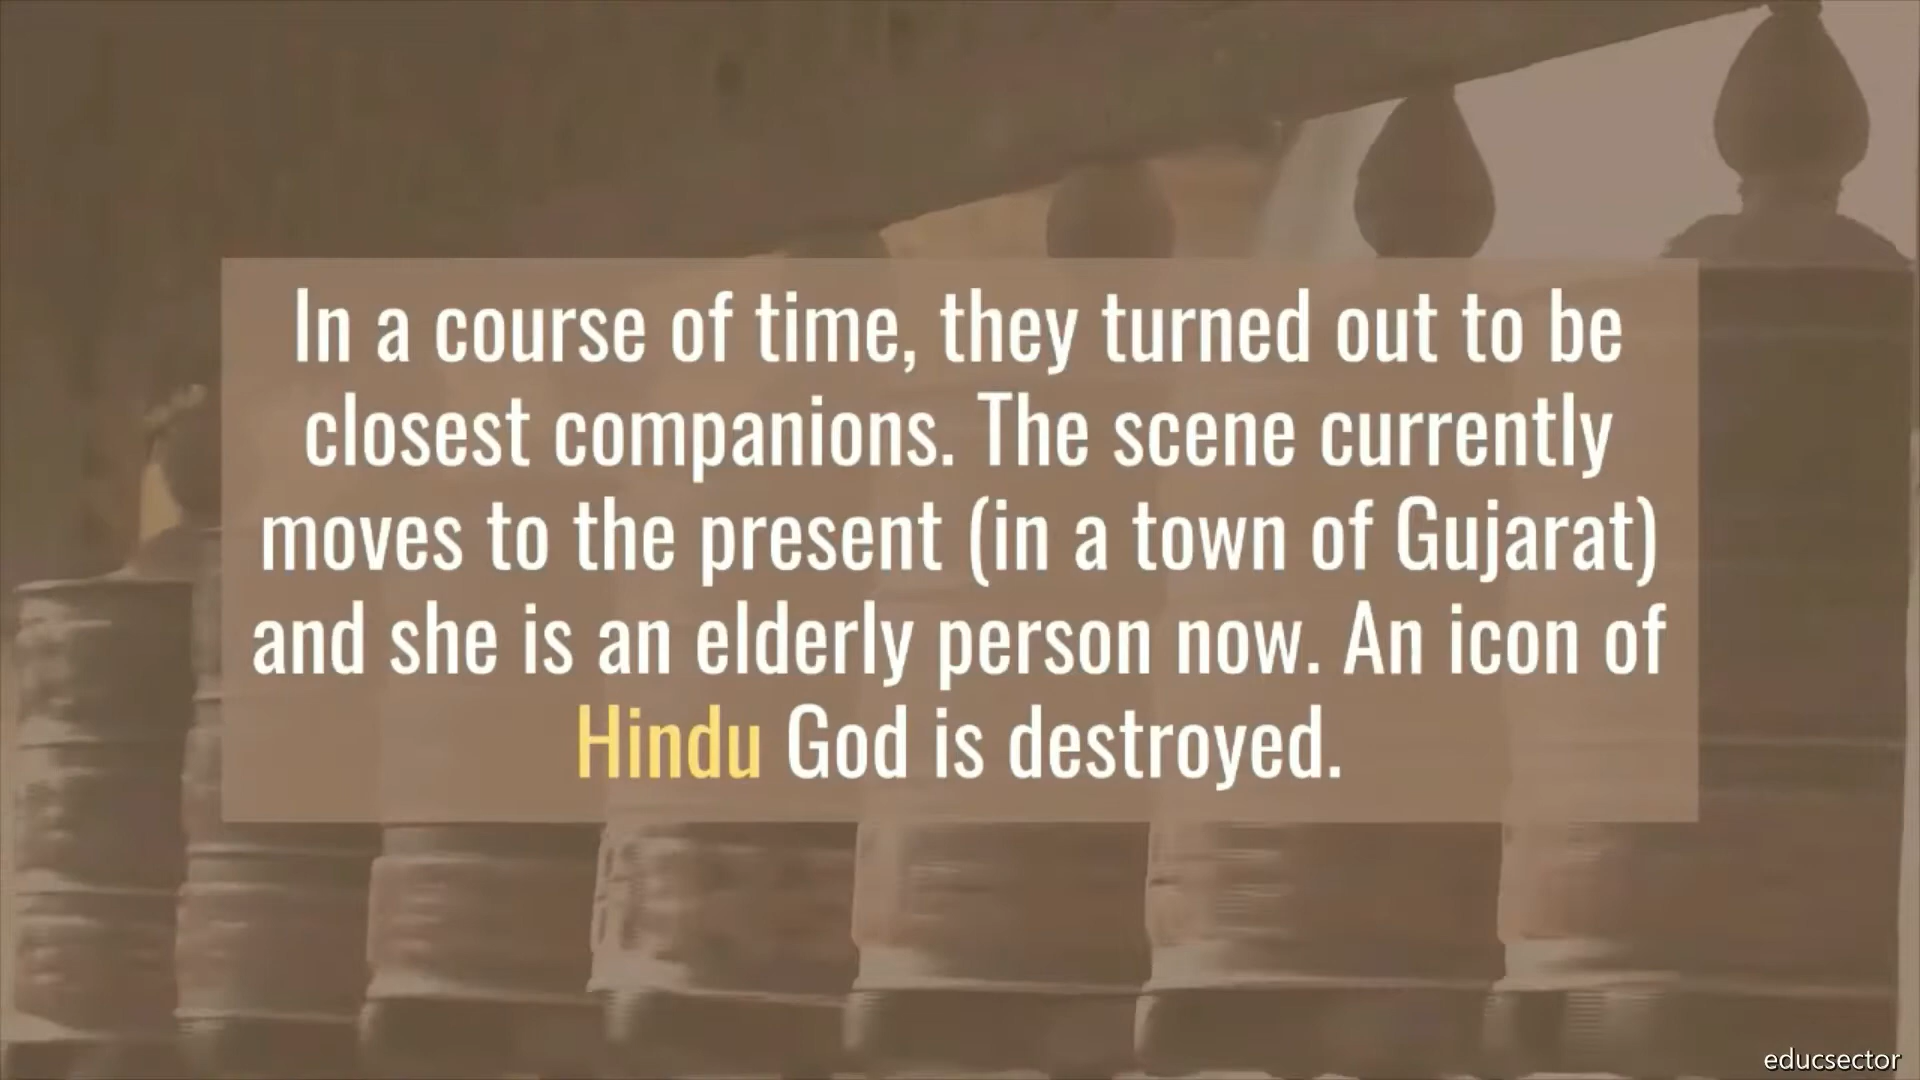 In a course of time, they turned out to be
closest companions. The scene currently
moves to the present (in a town of Gujarat)
and she is an elderly person now. An icon of
Hindu God is destroyed.
educsector